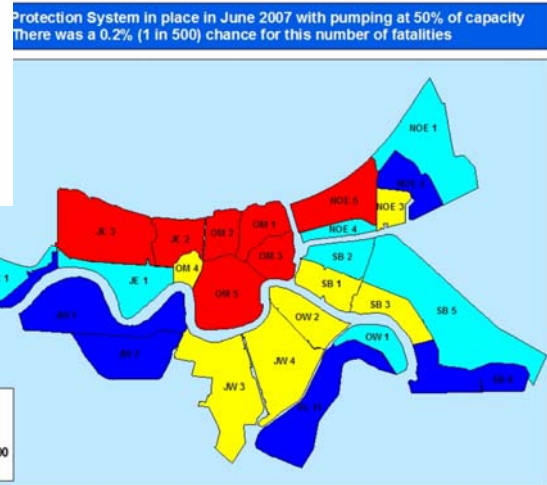 Protection System in place in June 2007 with pumping at 50% of capacity
There was a 0.2% (1 in 500) chance for this number of fatalities
NOE 1
NOE 5
NOE 3
NOE 4
JE 3
JE 2
OM 2
OM 1
OM 3
OM 4
OM 5
JE 1
SB 2
SB 1
SB 3
SB 5
OW 2
OW 1
JW 4
JW 3